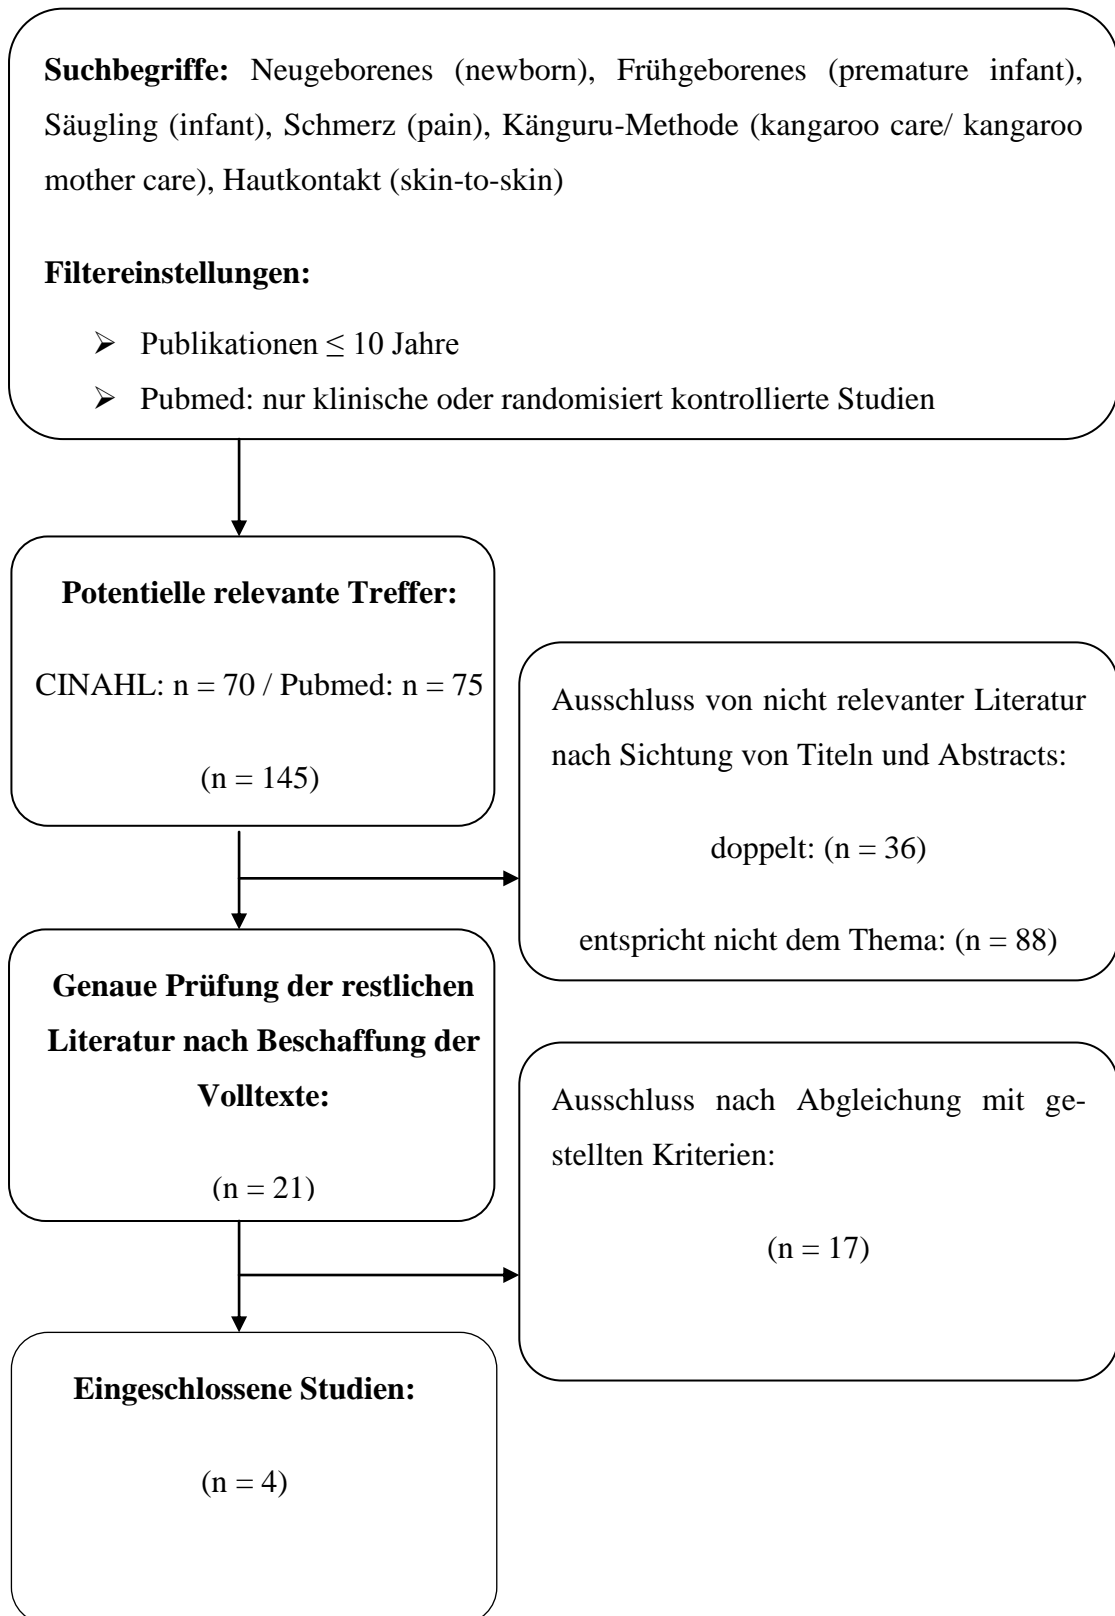 Suchbegriffe: Neugeborenes (newborn), Frühgeborenes (premature infant),
Säugling (infant), Schmerz (pain), Känguru-Methode (kangaroo care/ kangaroo
mother care), Hautkontakt (skin-to-skin)
Filtereinstellungen:
➢ Publikationen ≤ 10 Jahre
➢ Pubmed: nur klinische oder randomisiert kontrollierte Studien
Potentielle relevante Treffer:
CINAHL: n = 70 / Pubmed: n = 75
(n = 145)
Ausschluss von nicht relevanter Literatur
nach Sichtung von Titeln und Abstracts:
doppelt: (n = 36)
entspricht nicht dem Thema: (n = 88)
Genaue Prüfung der restlichen
Literatur nach Beschaffung der
Volltexte:
(n = 21)
Ausschluss nach Abgleichung mit ge-
stellten Kriterien:
(n = 17)
Eingeschlossene Studien:
(n = 4)